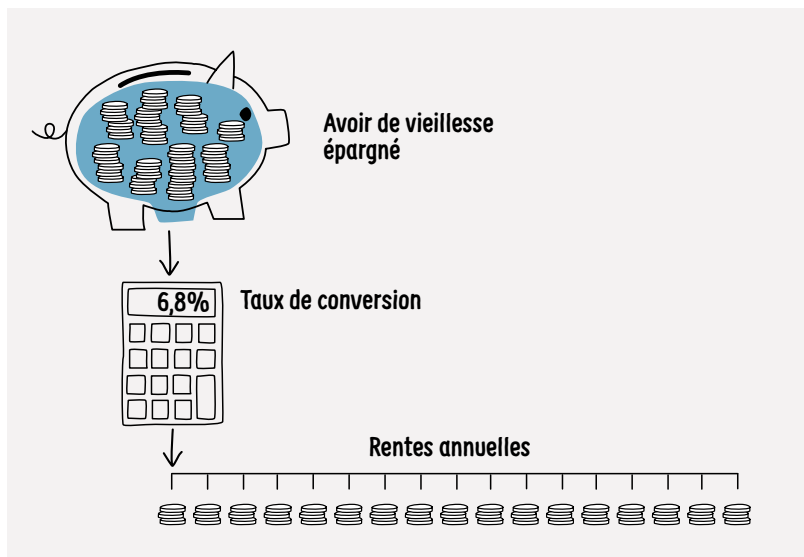 Avoir de vieillesse
épargné
6,8%
Taux de conversion
Rentes annuelles